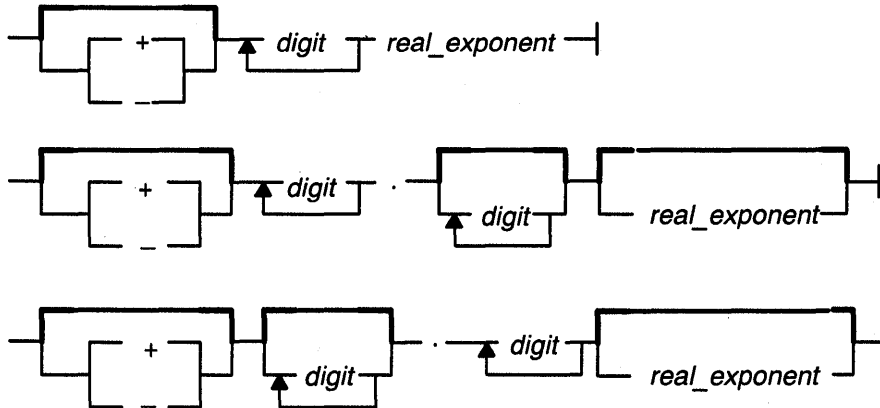 +
digit real_exponent
−
+
digit .
digit real_exponent
−
+
. digit
digit real_exponent
−